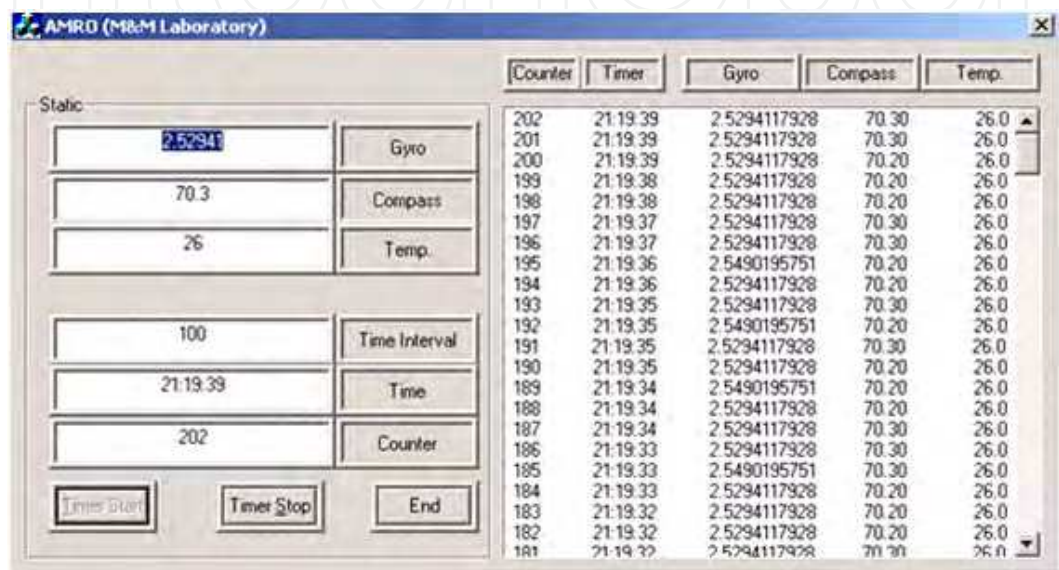 AMRO (M&M Laboratory)
Static
2.52941 Gyro
70.3 Compass
26 Temp.
100 Time Interval
21:19:39 Time
202 Counter
Timer Start Timer Stop End
Counter Timer Gyro Compass Temp.
202 21:19:39 2.5294117928 70.30 26.0
201 21:19:39 2.5294117928 70.30 26.0
200 21:19:39 2.5294117928 70.20 26.0
199 21:19:38 2.5294117928 70.20 26.0
198 21:19:38 2.5294117928 70.20 26.0
197 21:19:37 2.5294117928 70.30 26.0
196 21:19:37 2.5294117928 70.30 26.0
195 21:19:36 2.5490195751 70.20 26.0
194 21:19:36 2.5294117928 70.20 26.0
193 21:19:35 2.5294117928 70.30 26.0
192 21:19:35 2.5490195751 70.20 26.0
191 21:19:35 2.5294117928 70.30 26.0
190 21:19:35 2.5294117928 70.20 26.0
189 21:19:34 2.5490195751 70.20 26.0
188 21:19:34 2.5294117928 70.20 26.0
187 21:19:34 2.5294117928 70.30 26.0
186 21:19:33 2.5294117928 70.30 26.0
185 21:19:33 2.5490195751 70.30 26.0
184 21:19:33 2.5294117928 70.20 26.0
183 21:19:32 2.5294117928 70.20 26.0
182 21:19:32 2.5294117928 70.20 26.0
181 21:19:32 2.5294117928 70.30 26.0